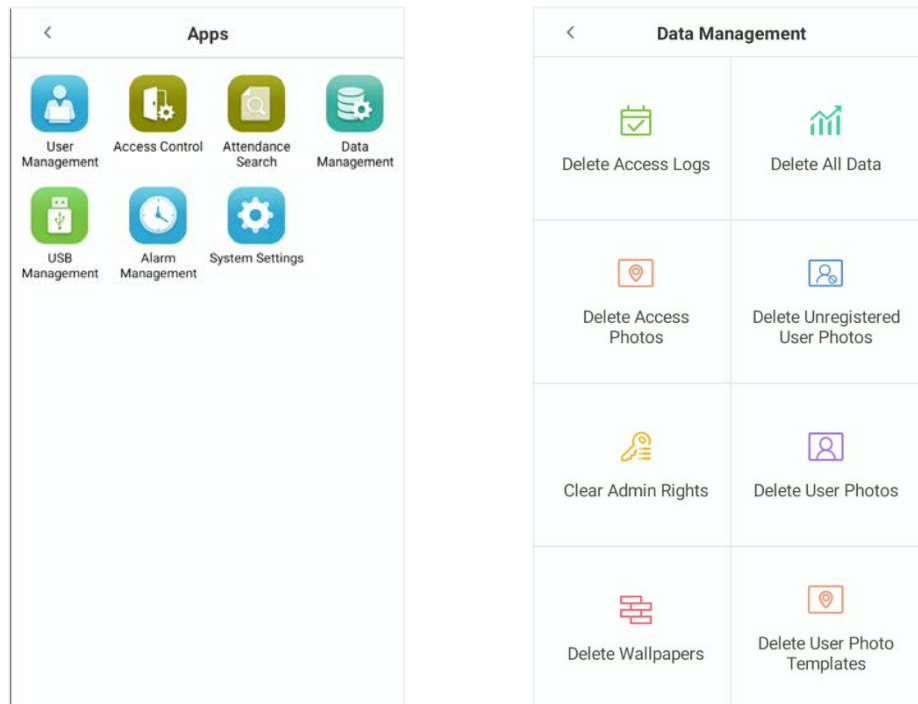 Apps
User
Management
Access Control
Attendance
Search
Data
Management
USB
Management
Alarm
Management
System Settings
Data Management
Delete Access Logs
Delete All Data
Delete Access
Photos
Delete Unregistered
User Photos
Clear Admin Rights
Delete User Photos
Delete Wallpapers
Delete User Photo
Templates